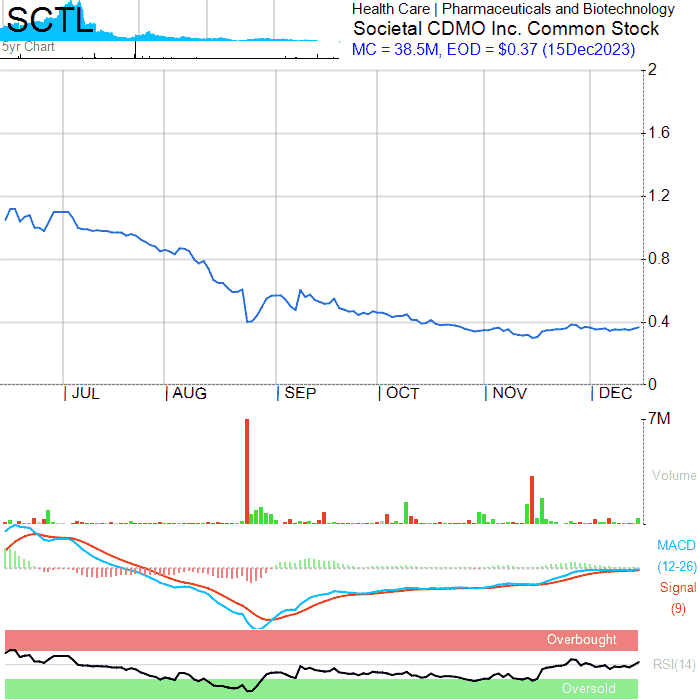 SCTL
5yr Chart
Health Care | Pharmaceuticals and Biotechnology
Societal CDMO Inc. Common Stock
MC = 38.5M, EOD = $0.37 (15Dec2023)
2
1.6
1.2
0.8
0.4
0
JUL
AUG
SEP
OCT
NOV
DEC
7M
Volume
MACD
(12-26)
Signal
(9)
Overbought
RSI(14)
Oversold